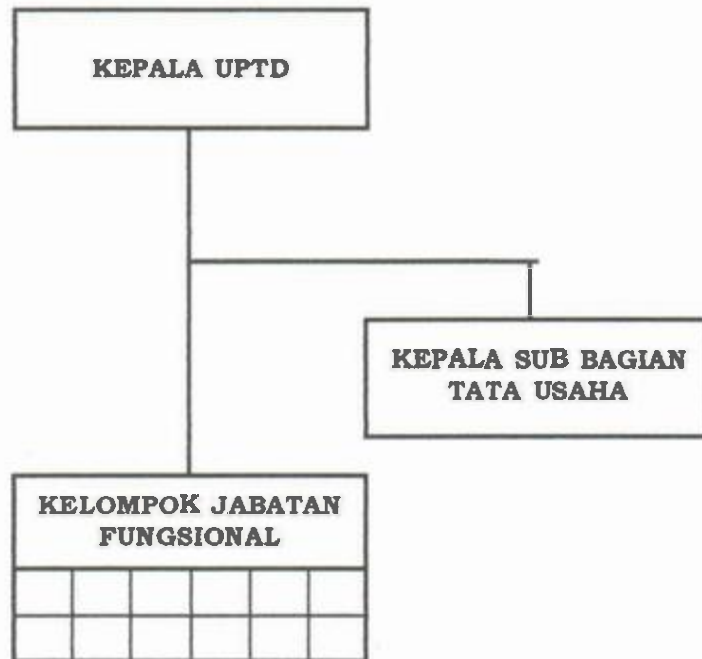 KEPALA UPTD
KEPALA SUB BAGIAN
TATA USAHA
KELOMPOK JABATAN
FUNGSIONAL